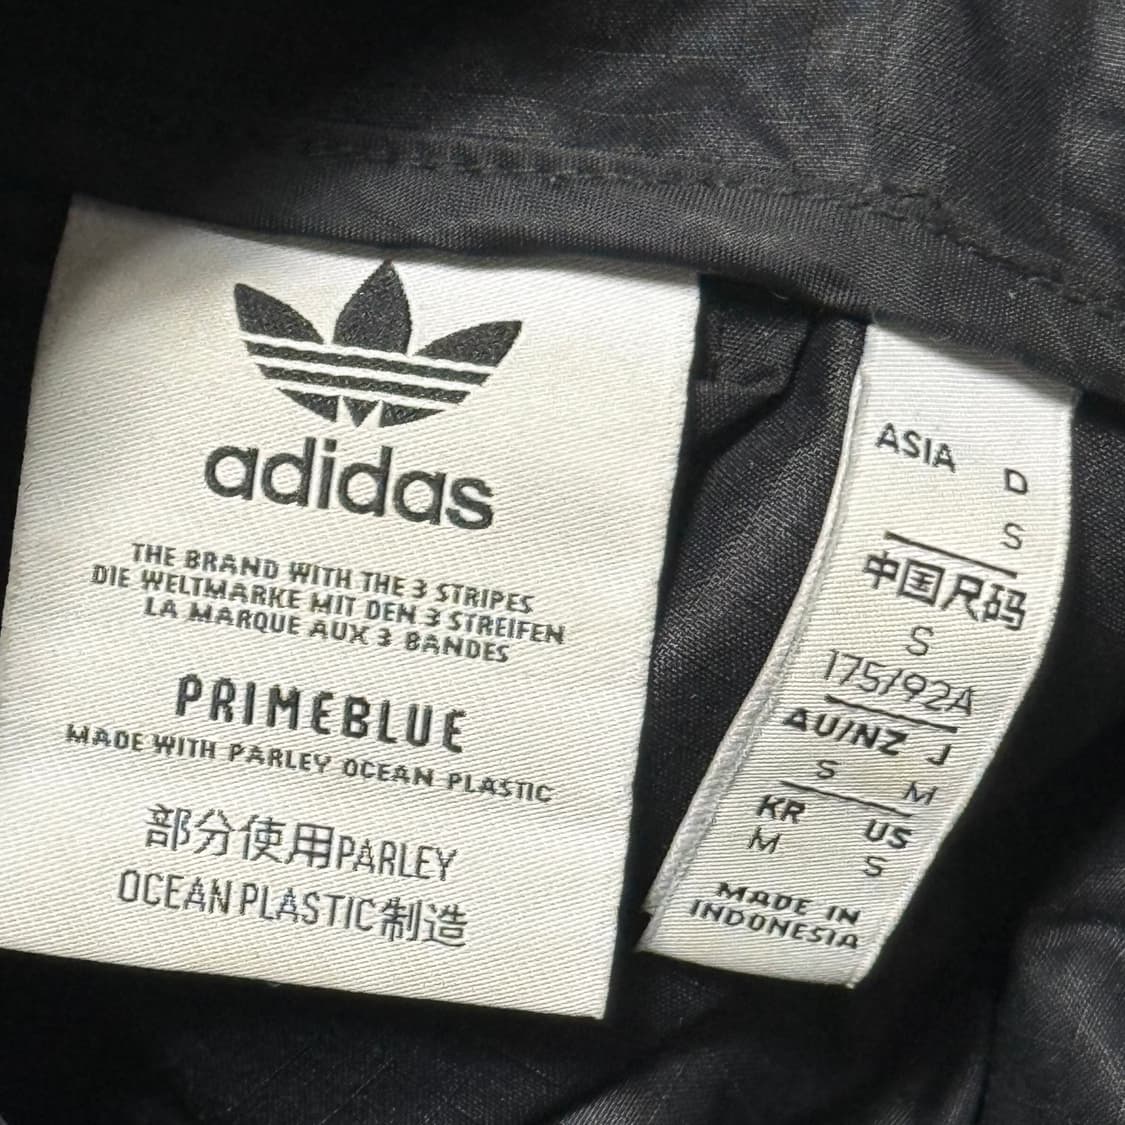 adidas
THE BRAND WITH THE 3 STRIPES
DIE WELTMARKE MIT DEN 3 STREIFEN
LA MARQUE AUX 3 BANDES
PRIMEBLUE
MADE WITH PARLEY OCEAN PLASTIC
部分使用PARLEY
OCEAN PLASTIC制造
ASIA D
S
中国尺码
S
175/92A
AU/NZ J
S M
KR US
M S
MADE IN
INDONESIA